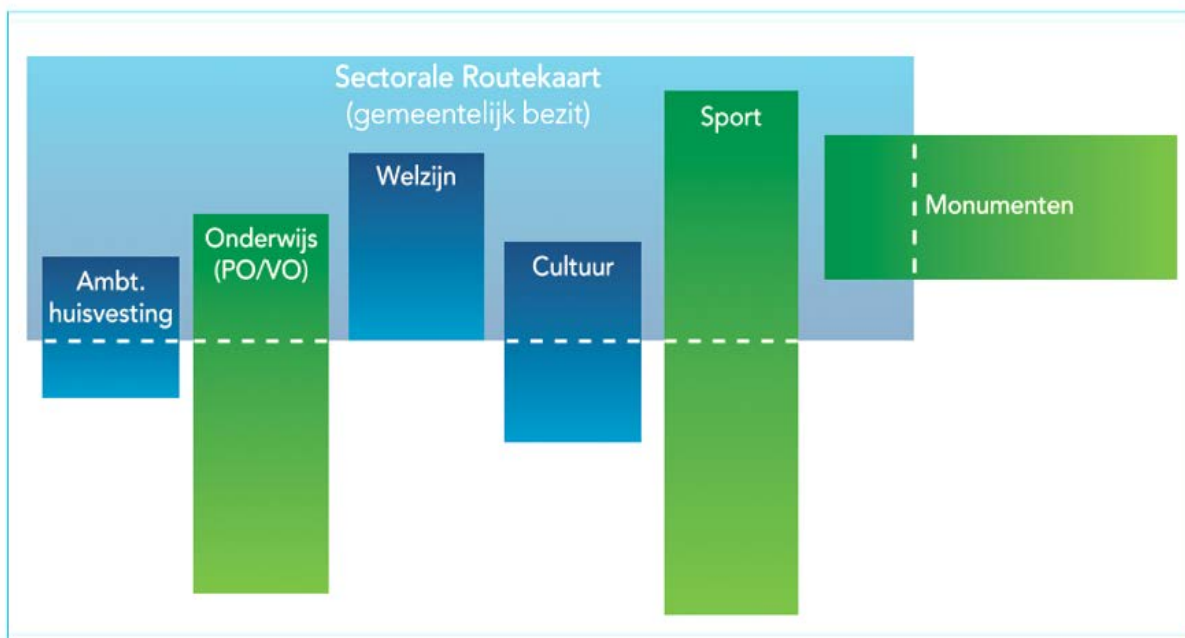 Sectorale Routekaart
(gemeentelijk bezit)
Ambt.
huisvesting
Onderwijs
(PO/VO)
Welzijn
Cultuur
Sport
Monumenten